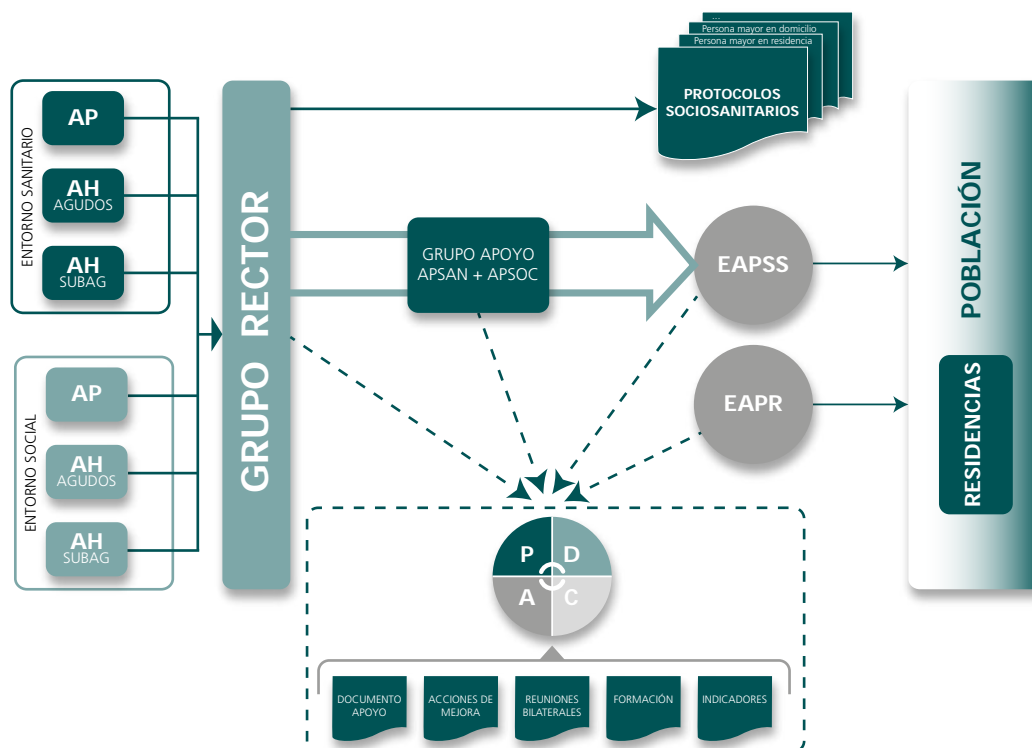 ENTORNO SANITARIO
AP
AH
AGUDOS
AH
SUBAG
ENTORNO SOCIAL
AP
AH
AGUDOS
AH
SUBAG
GRUPO RECTOR
...
Persona mayor en domicilio
Persona mayor en residencia
PROTOCOLOS
SOCIOSANITARIOS
GRUPO APOYO
APSAN + APSOC
EAPSS
EAPR
POBLACIÓN
RESIDENCIAS
P
D
A
C
DOCUMENTO
APOYO
ACCIONES DE
MEJORA
REUNIONES
BILATERALES
FORMACIÓN
INDICADORES